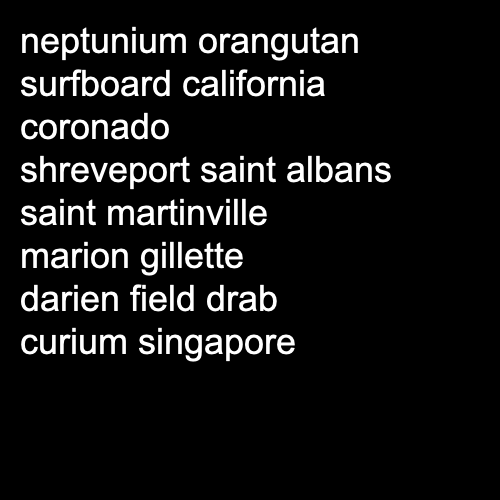 neptunium orangutan
surfboard california
coronado
shreveport saint albans
saint martinville
marion gillette
darien field drab
curium singapore